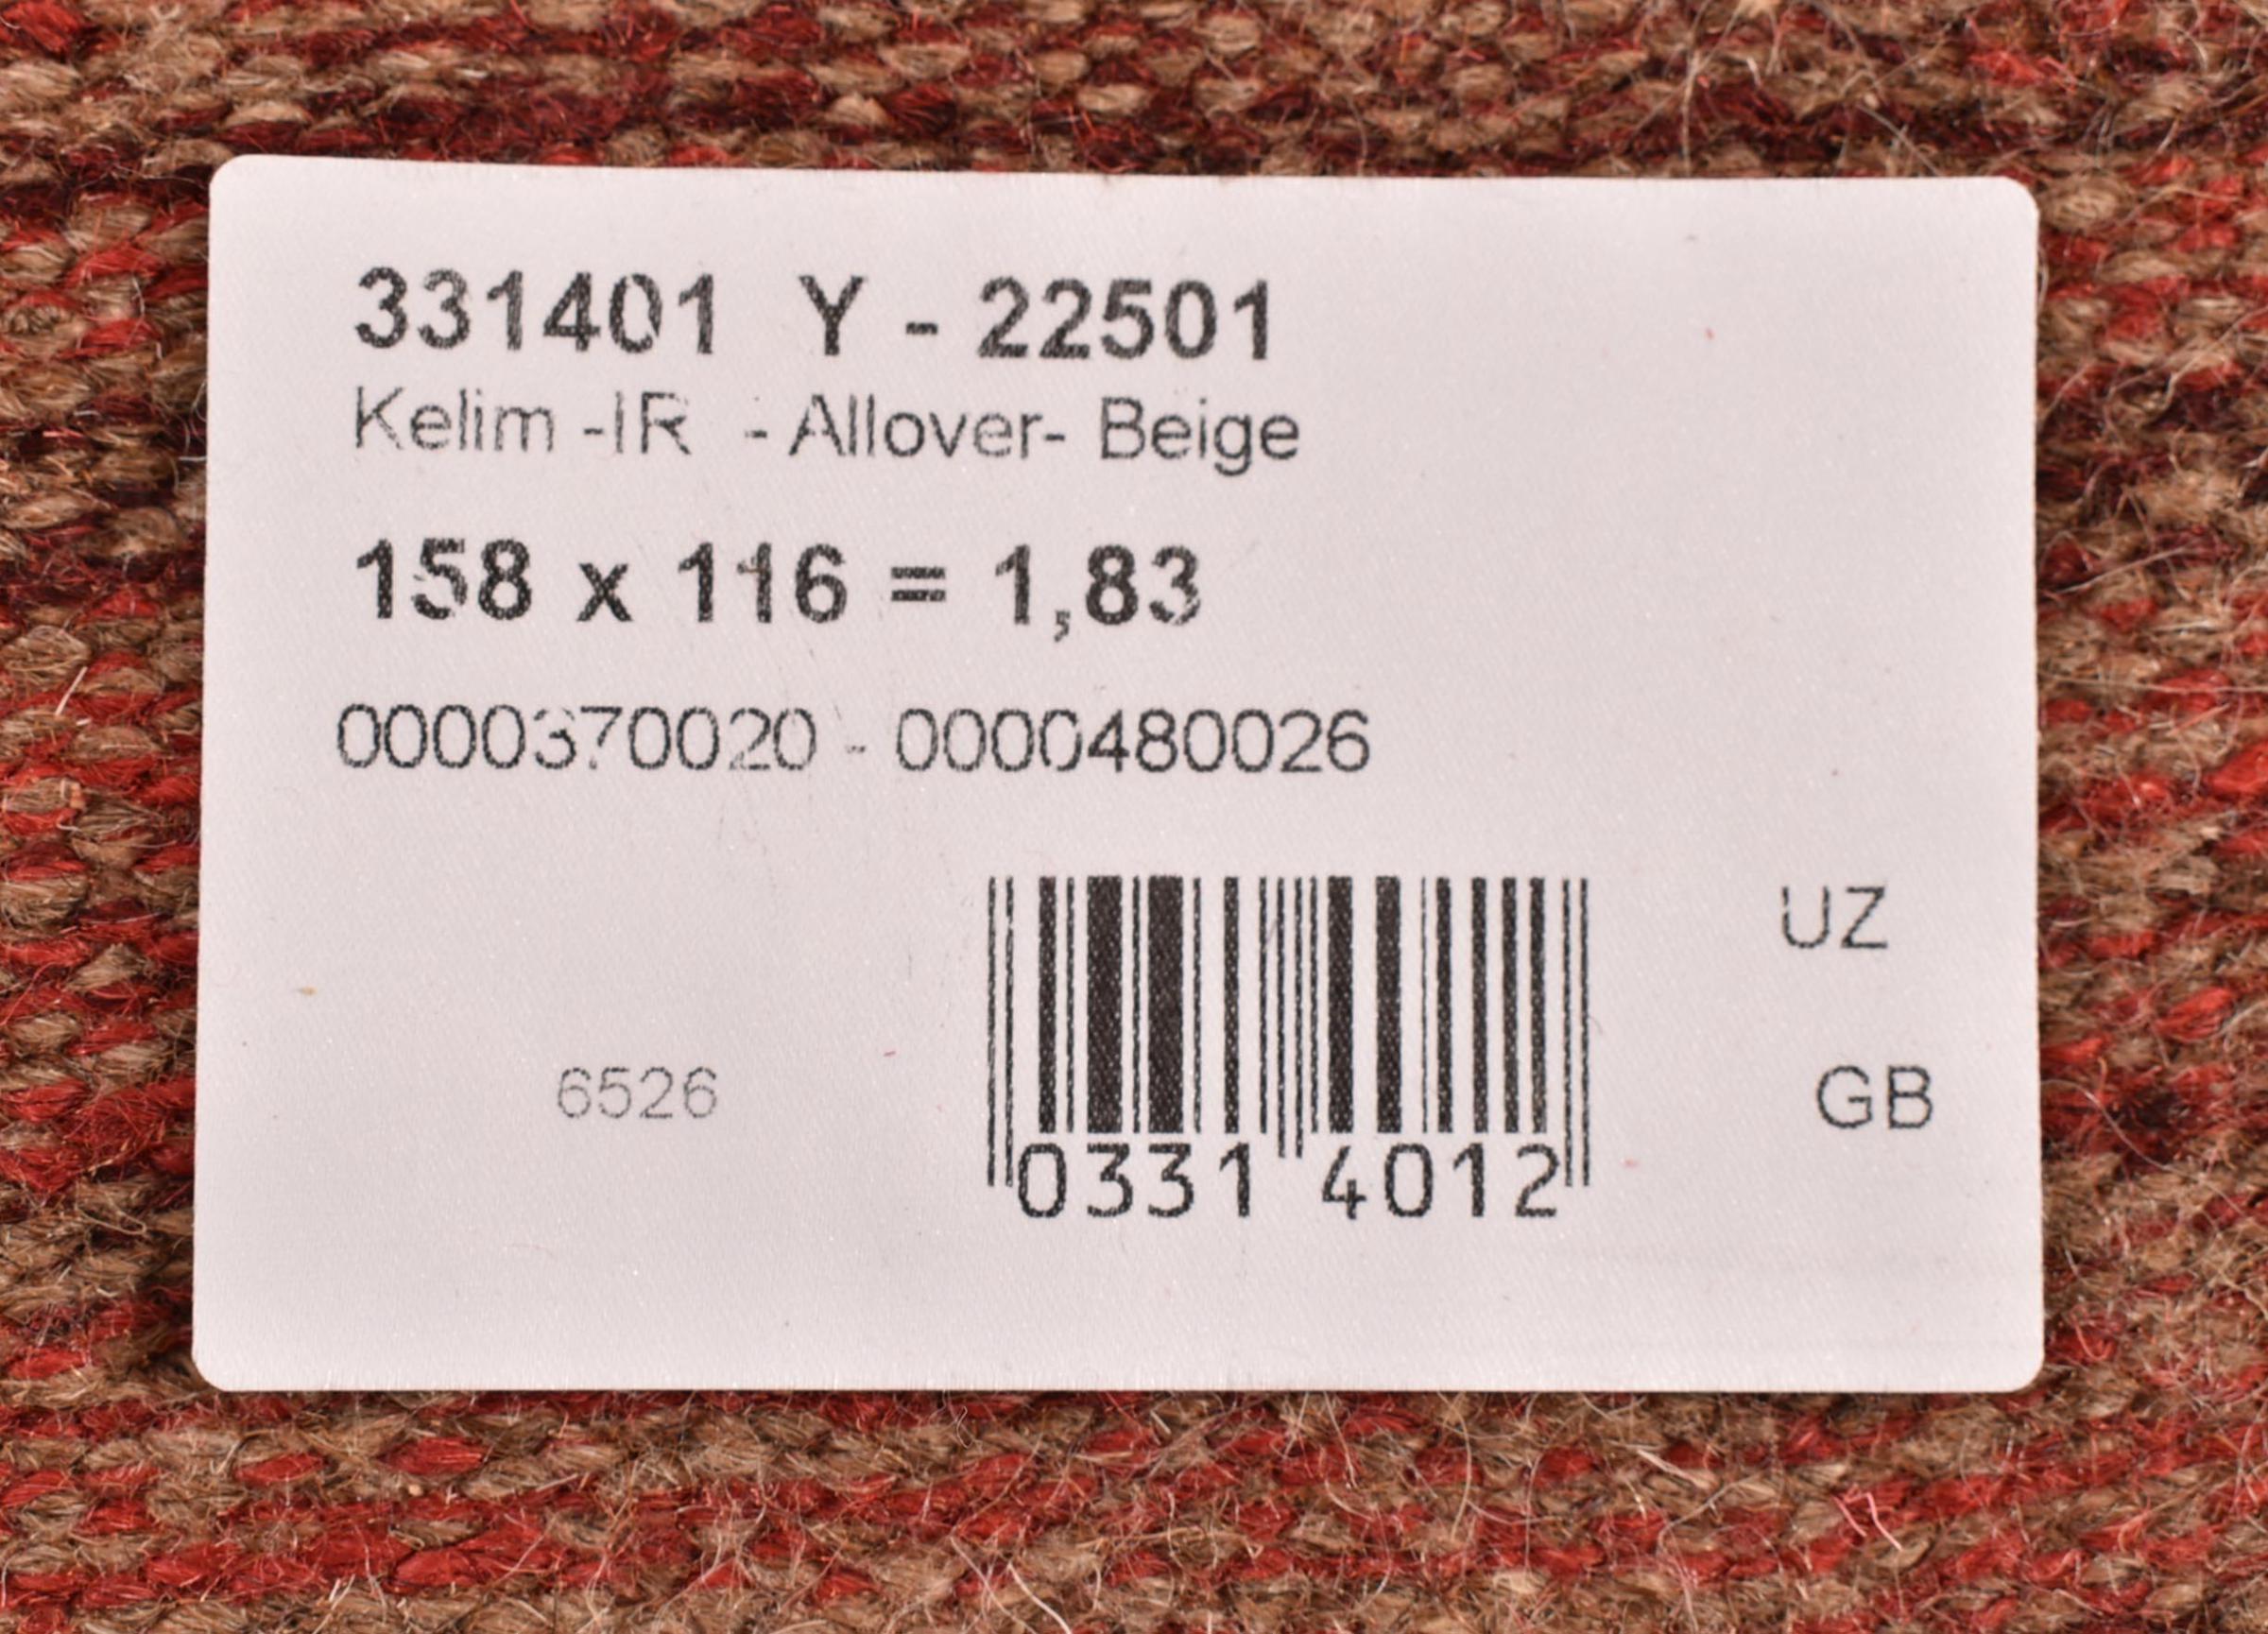 331401 Y - 22501
Kelim -IR - Allover- Beige
158 x 116 = 1,83
0000370020 - 0000480026
UZ
GB
6526
0331 4012